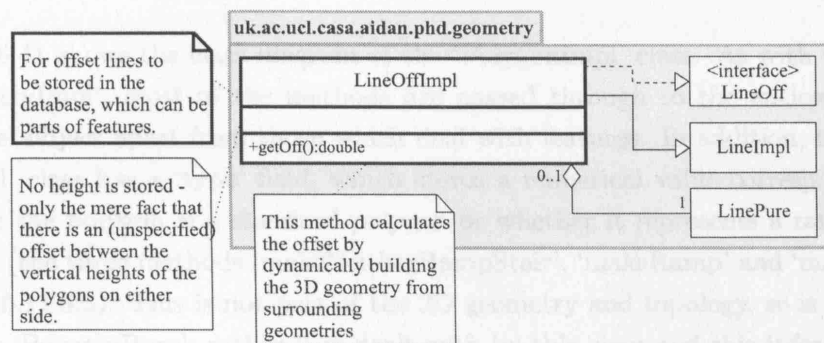 uk.ac.ucl.casa.aidan.phd.geometry
For offset lines to
be stored in the
database, which can be
parts of features.
LineOffImpl
+getOff():double
<interface>
LineOff
LineImpl
0..1
1
LinePure
No height is stored -
only the mere fact that
there is an (unspecified)
offset between the
vertical heights of the
polygons on either
side.
This method calculates
the offset by
dynamically building
the 3D geometry from
surrounding
geometries